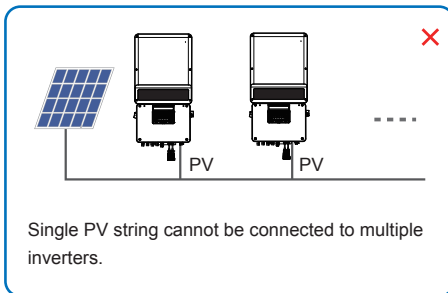 PV PV
Single PV string cannot be connected to multiple
inverters.